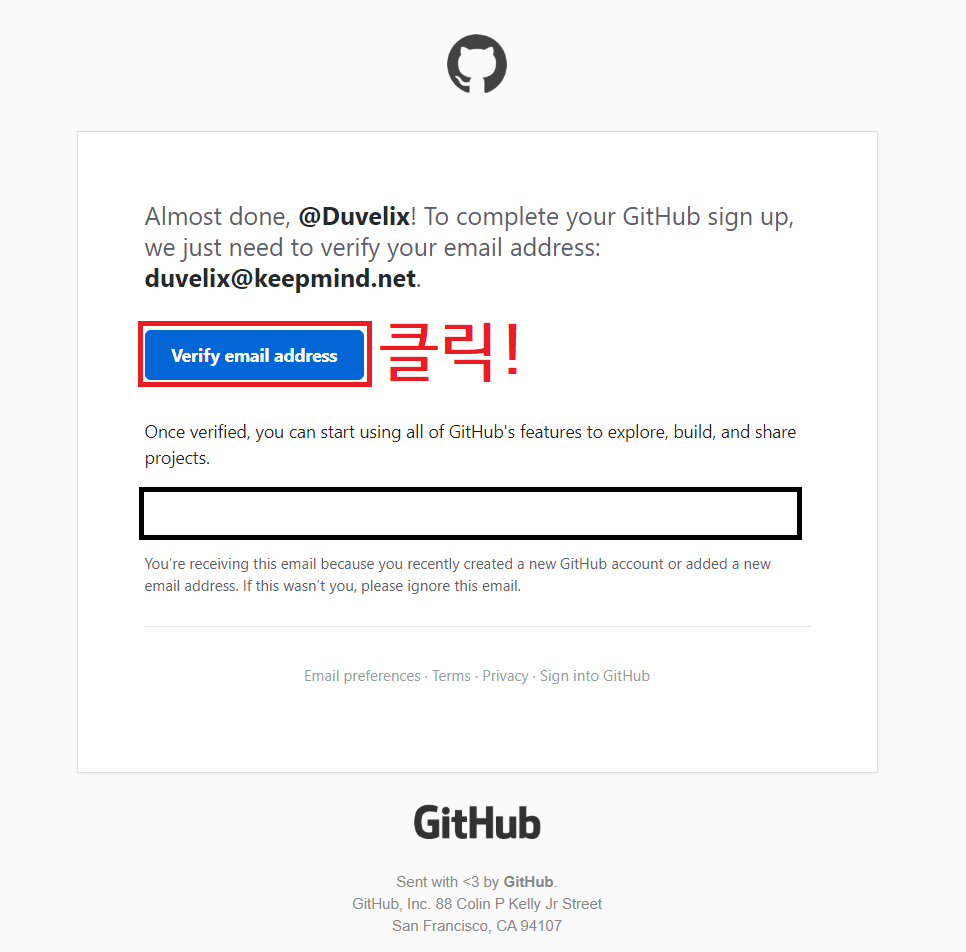 Almost done, @Duvelix! To complete your GitHub sign up,
we just need to verify your email address:
duvelix@keepmind.net.
Verify email address 클릭!
Once verified, you can start using all of GitHub's features to explore, build, and share
projects.
You're receiving this email because you recently created a new GitHub account or added a new
email address. If this wasn't you, please ignore this email.
Email preferences · Terms · Privacy · Sign into GitHub
GitHub
Sent with <3 by GitHub.
GitHub, Inc. 88 Colin P Kelly Jr Street
San Francisco, CA 94107